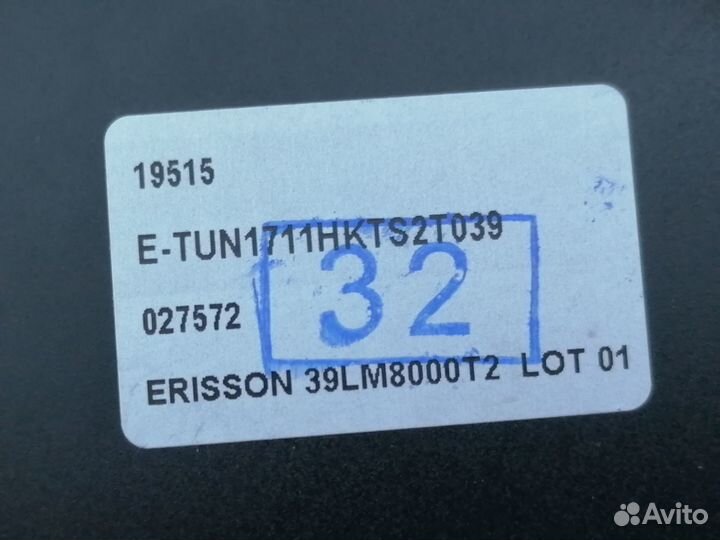 19515
E-TUN1711HKTS2T039
32
027572
ERISSON 39LM8000T2 LOT 01
Avito